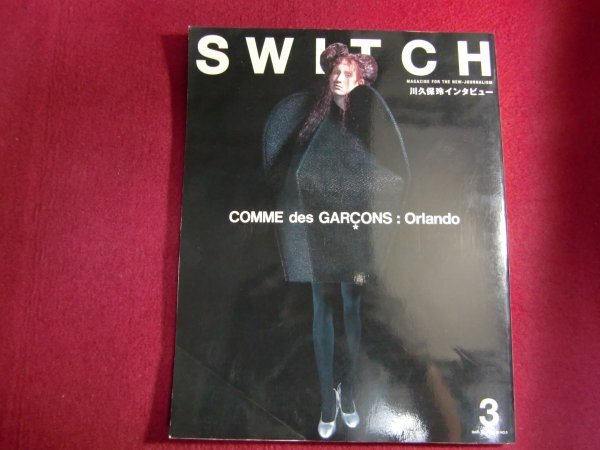 SWITCH
MAGAZINE FOR THE NEW-JOURNALISM
川久保玲インタビュー
COMME des GARÇONS : Orlando
*
3